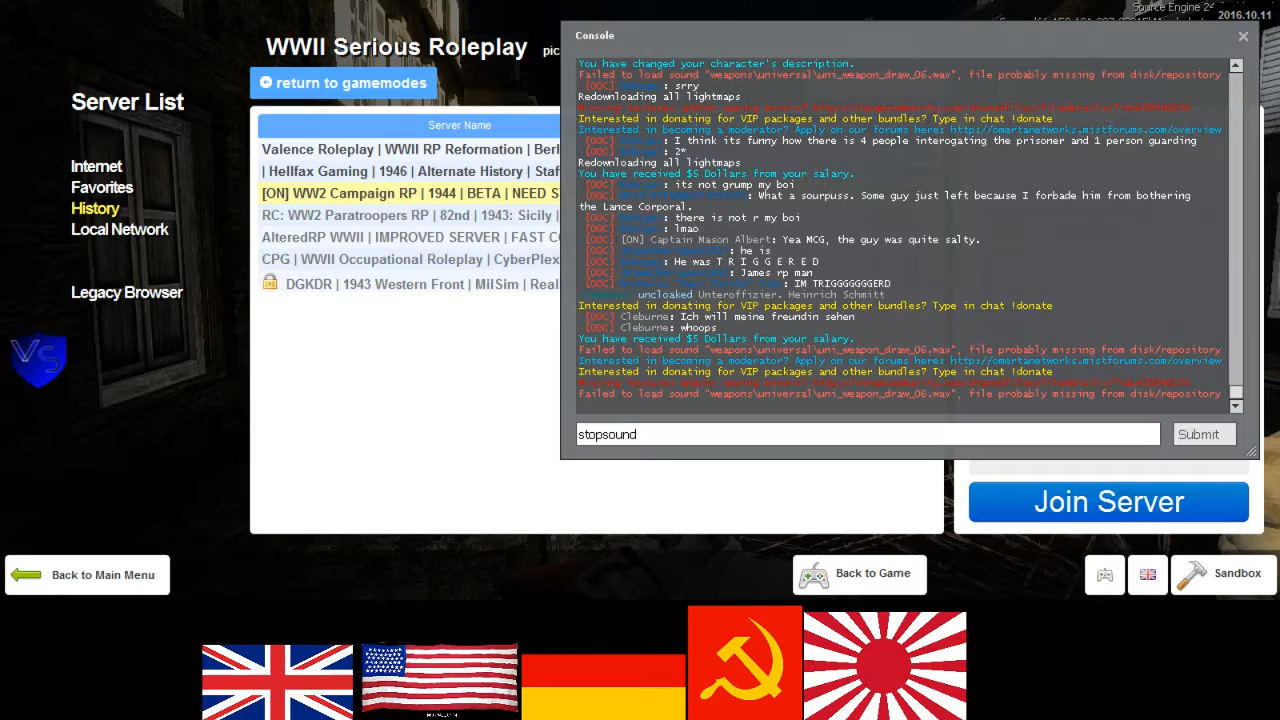 Source Engine 24
2016.10.11
WWII Serious Roleplay
return to gamemodes
Server List
Internet
Favorites
History
Local Network
Legacy Browser
Server Name
Valence Roleplay | WWII RP Reformation | Berl
| Hellfax Gaming | 1946 | Alternate History | Staf
[ON] WW2 Campaign RP | 1944 | BETA | NEED S
RC: WW2 Paratroopers RP | 82nd | 1943: Sicily |
AlteredRP WWII | IMPROVED SERVER | FAST C
CPG | WWII Occupational Roleplay | CyberPlex
DGKDR | 1943 Western Front | MilSim | Real
Console
You have changed your character's description.
Failed to load sound "weapons\universal\uni_weapon_draw_06.wav", file probably missing from disk/repository
[OOC] : srry
Redownloading all lightmaps
Interested in donating for VIP packages and other bundles? Type in chat !donate
Interested in becoming a moderator? Apply on our forums here: http://omertanetworks.mistforums.com/overview
[OOC] : I think its funny how there is 4 people interogating the prisoner and 1 person guarding
[OOC] : 2*
Redownloading all lightmaps
You have received $5 Dollars from your salary.
[OOC] : its not grump my boi
[OOC] : What a sourpuss. Some guy just left because I forbade him from bothering
the Lance Corporal.
[OOC] : there is not r my boi
[OOC] : lmao
[OOC] [ON] Captain Mason Albert: Yea MCG, the guy was quite salty.
[OOC] : he is
[OOC] : He was T R I G G E R E D
[OOC] : James rp man
[OOC] : IM TRIGGGGGGGERD
uncloaked Unteroffizier. Heinrich Schmitt
Interested in donating for VIP packages and other bundles? Type in chat !donate
[OOC] Cleburne: Ich will meine freundin sehen
[OOC] Cleburne: whoops
You have received $5 Dollars from your salary.
Failed to load sound "weapons\universal\uni_weapon_draw_06.wav", file probably missing from disk/repository
Interested in becoming a moderator? Apply on our forums here: http://omertanetworks.mistforums.com/overview
Interested in donating for VIP packages and other bundles? Type in chat !donate
Failed to load sound "weapons\universal\uni_weapon_draw_06.wav", file probably missing from disk/repository
stopsound
Submit
Join Server
Back to Main Menu
Back to Game
Sandbox
VS